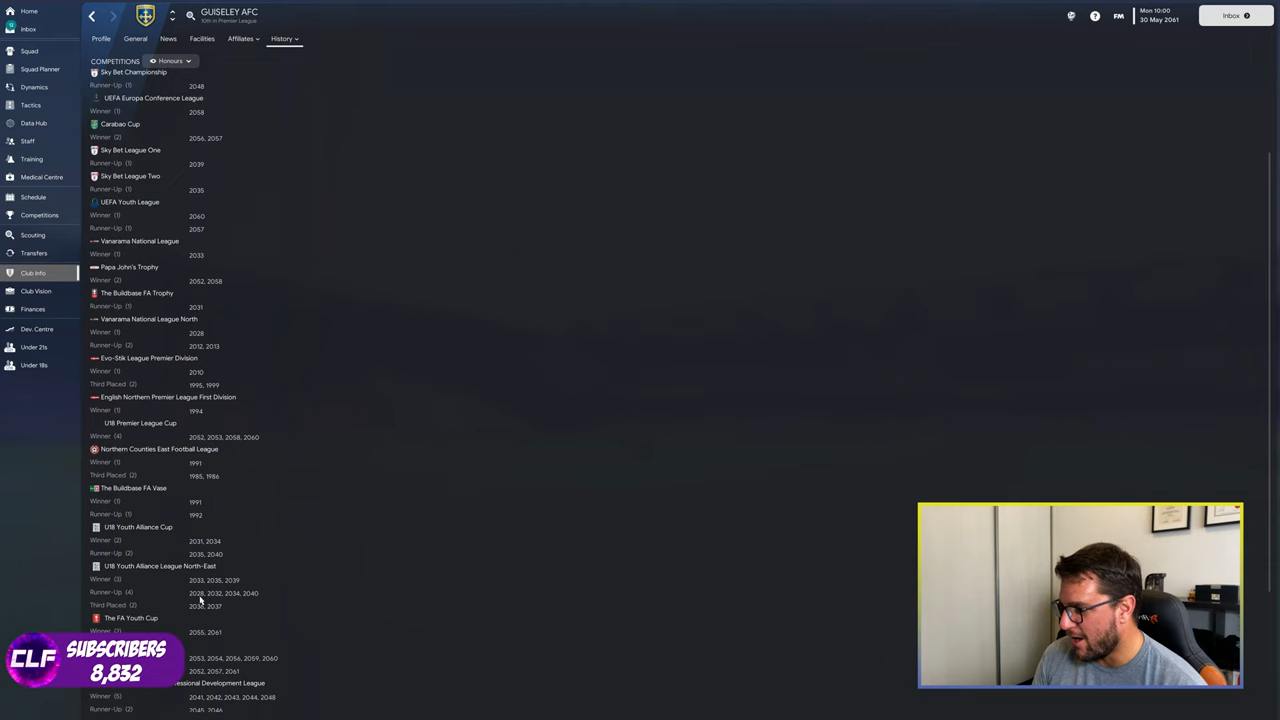 Home
Inbox
12
Squad
Squad Planner
Dynamics
Tactics
Data Hub
Staff
Training
Medical Centre
Schedule
Competitions
Scouting
Transfers
Club Info
Club Vision
Finances
Dev. Centre
Under 21s
Under 18s
GUISELEY AFC
10th in Premier League
FM
Mon 10:00
30 May 2061
Inbox
Profile General News Facilities Affiliates History
COMPETITIONS Honours
Sky Bet Championship
Runner-Up (1) 2048
UEFA Europa Conference League
Winner (1) 2058
Carabao Cup
Winner (2) 2056, 2057
Sky Bet League One
Runner-Up (1) 2039
Sky Bet League Two
Runner-Up (1) 2035
UEFA Youth League
Winner (1) 2060
Runner-Up (1) 2057
Vanarama National League
Winner (1) 2033
Papa John's Trophy
Winner (2) 2052, 2058
The Buildbase FA Trophy
Runner-Up (1) 2031
Vanarama National League North
Winner (1) 2028
Runner-Up (2) 2012, 2013
Evo-Stik League Premier Division
Winner (1) 2010
Third Placed (2) 1995, 1999
English Northern Premier League First Division
Winner (1) 1994
U18 Premier League Cup
Winner (4) 2052, 2053, 2058, 2060
Northern Counties East Football League
Winner (1) 1991
Third Placed (2) 1985, 1986
The Buildbase FA Vase
Winner (1) 1991
Runner-Up (1) 1992
U18 Youth Alliance Cup
Winner (2) 2031, 2034
Runner-Up (2) 2035, 2040
U18 Youth Alliance League North-East
Winner (3) 2033, 2035, 2039
Runner-Up (4) 2028, 2032, 2034, 2040
Third Placed (2) 2036, 2037
The FA Youth Cup
Winner (2) 2055, 2061
2053, 2054, 2056, 2059, 2060
2052, 2057, 2061
Development League
Winner (5) 2041, 2042, 2043, 2044, 2048
Runner-Up (2) 2045, 2046
CLF SUBSCRIBERS
8,832